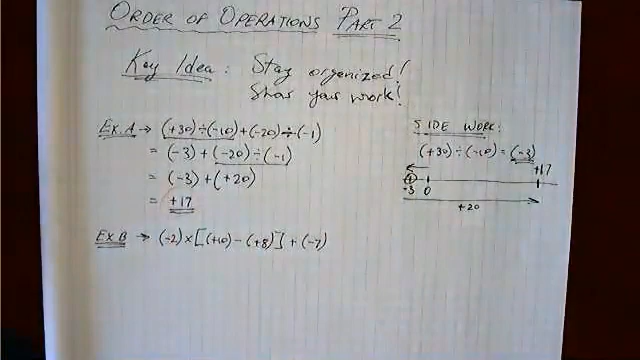 ORDER OF OPERATIONS PART 2
Key Idea: Stay organized!
Show your work!
Ex. A → (+30)÷(-10)+(-20)÷(-1)
= (-3)+(-20)÷(-1)
= (-3)+(+20)
= +17
SIDE WORK:
(+30)÷(-10)=(-3)
+17
-3 0
+20
Ex B → (-2)×[(+10)-(+8)]+(-7)